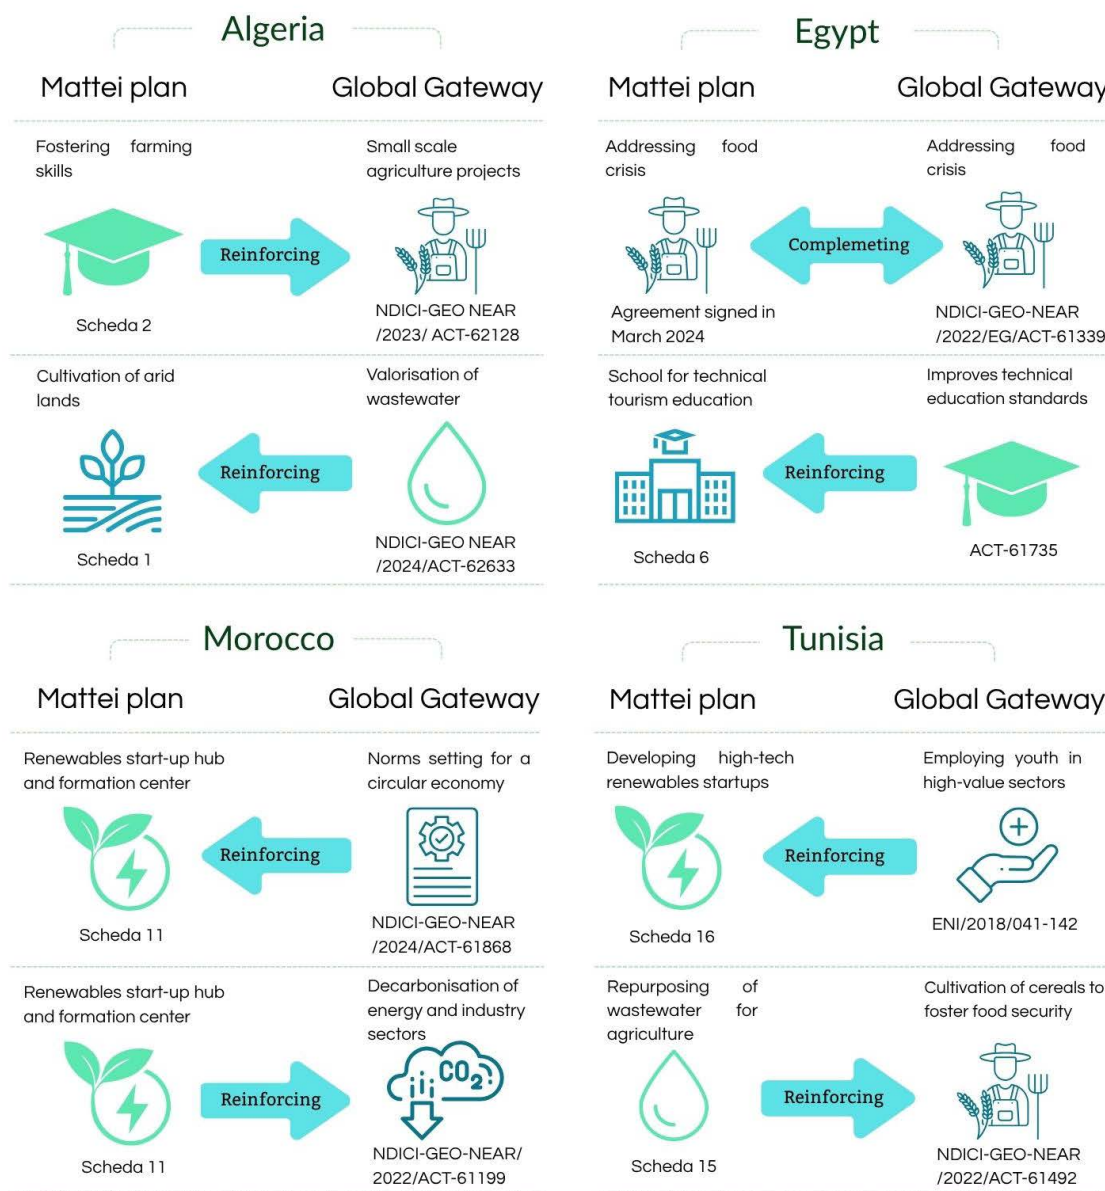 Algeria
Mattei plan
Global Gateway
Fostering farming
skills
Small scale
agriculture projects
Reinforcing
Scheda 2
NDICI-GEO NEAR
/2023/ ACT-62128
Cultivation of arid
lands
Valorisation of
wastewater
Reinforcing
Scheda 1
NDICI-GEO NEAR
/2024/ACT-62633
Egypt
Mattei plan
Global Gateway
Addressing food
crisis
Addressing food
crisis
Complemeting
Agreement signed in
March 2024
NDICI-GEO-NEAR
/2022/EG/ACT-61339
School for technical
tourism education
Improves technical
education standards
Reinforcing
Scheda 6
ACT-61735
Morocco
Mattei plan
Global Gateway
Renewables start-up hub
and formation center
Norms setting for a
circular economy
Reinforcing
Scheda 11
NDICI-GEO-NEAR
/2024/ACT-61868
Renewables start-up hub
and formation center
Decarbonisation of
energy and industry
sectors
CO2
Reinforcing
Scheda 11
NDICI-GEO-NEAR/
2022/ACT-61199
Tunisia
Mattei plan
Global Gateway
Developing high-tech
renewables startups
Employing youth in
high-value sectors
Reinforcing
Scheda 16
ENI/2018/041-142
Repurposing of
wastewater for
agriculture
Cultivation of cereals to
foster food security
Reinforcing
Scheda 15
NDICI-GEO-NEAR
/2022/ACT-61492